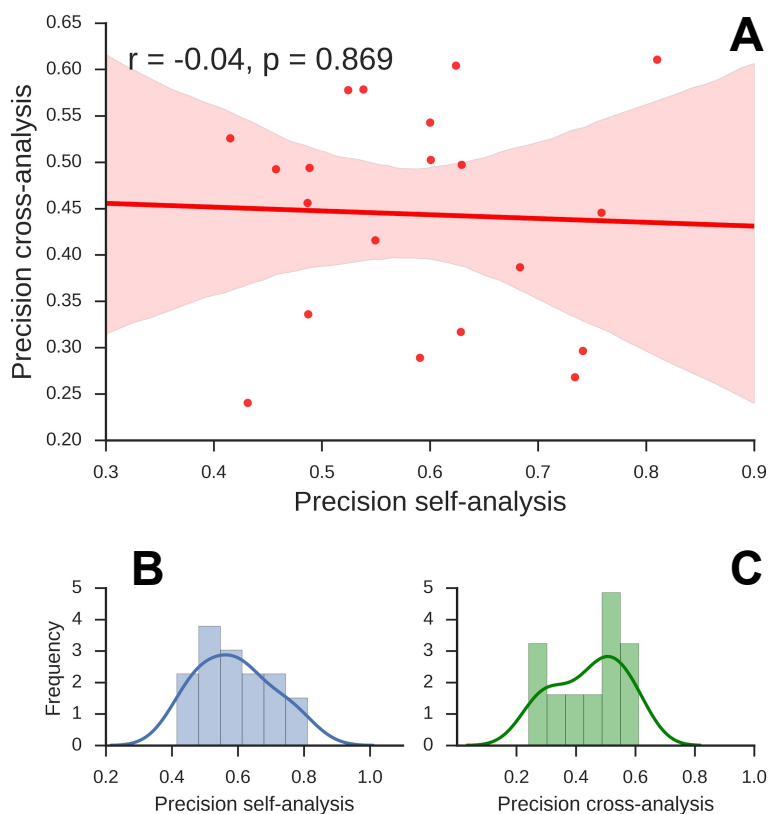 A
r = -0.04, p = 0.869
Precision cross-analysis
0.65
0.60
0.55
0.50
0.45
0.40
0.35
0.30
0.25
0.20
0.3 0.4 0.5 0.6 0.7 0.8 0.9
Precision self-analysis
B
Frequency
5
4
3
2
1
0
0.2 0.4 0.6 0.8 1.0
Precision self-analysis
C
5
4
3
2
1
0
0.2 0.4 0.6 0.8 1.0
Precision cross-analysis